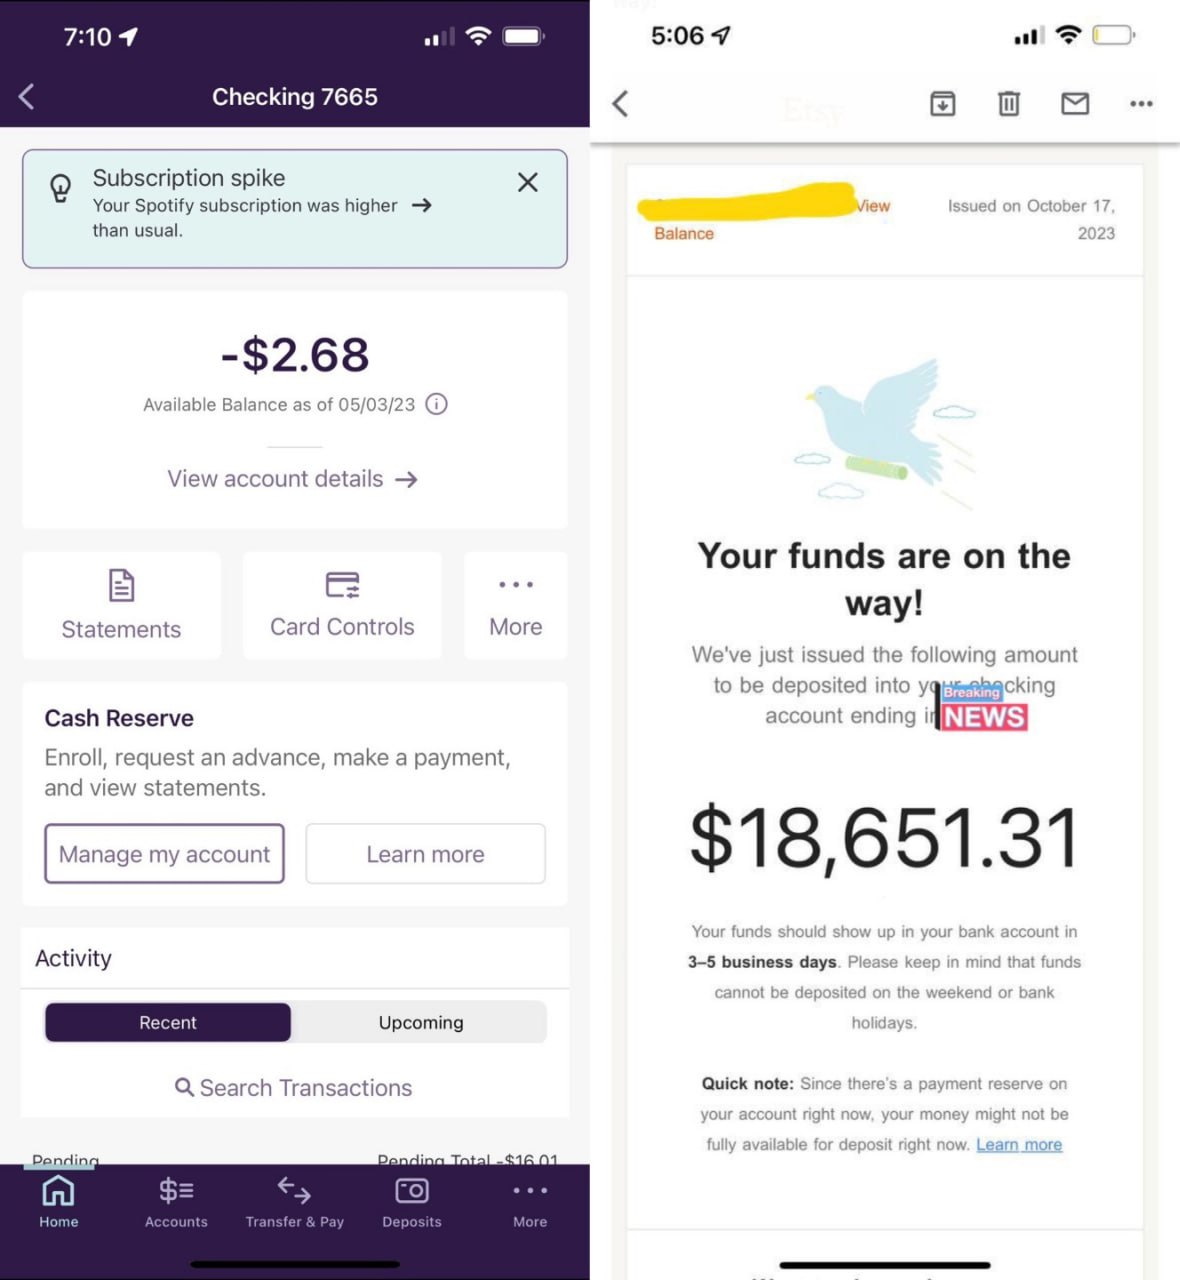 7:10
Checking 7665
Subscription spike
Your Spotify subscription was higher →
than usual.
-$2.68
Available Balance as of 05/03/23
View account details →
Statements
Card Controls
More
Cash Reserve
Enroll, request an advance, make a payment,
and view statements.
Manage my account
Learn more
Activity
Recent
Upcoming
Search Transactions
Pending
Pending Total -$16.01
Home
Accounts
Transfer & Pay
Deposits
More
way!
5:06
Etsy
View
Balance
Issued on October 17,
2023
Your funds are on the
way!
We've just issued the following amount
to be deposited into your checking
account ending in
Breaking
NEWS
$18,651.31
Your funds should show up in your bank account in
3–5 business days. Please keep in mind that funds
cannot be deposited on the weekend or bank
holidays.
Quick note: Since there's a payment reserve on
your account right now, your money might not be
fully available for deposit right now. Learn more